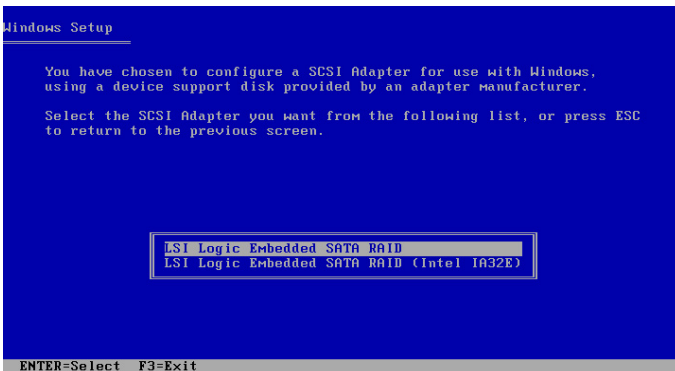 Windows Setup
You have chosen to configure a SCSI Adapter for use with Windows,
using a device support disk provided by an adapter manufacturer.
Select the SCSI Adapter you want from the following list, or press ESC
to return to the previous screen.
LSI Logic Embedded SATA RAID
LSI Logic Embedded SATA RAID (Intel IA32E)
ENTER=Select F3=Exit